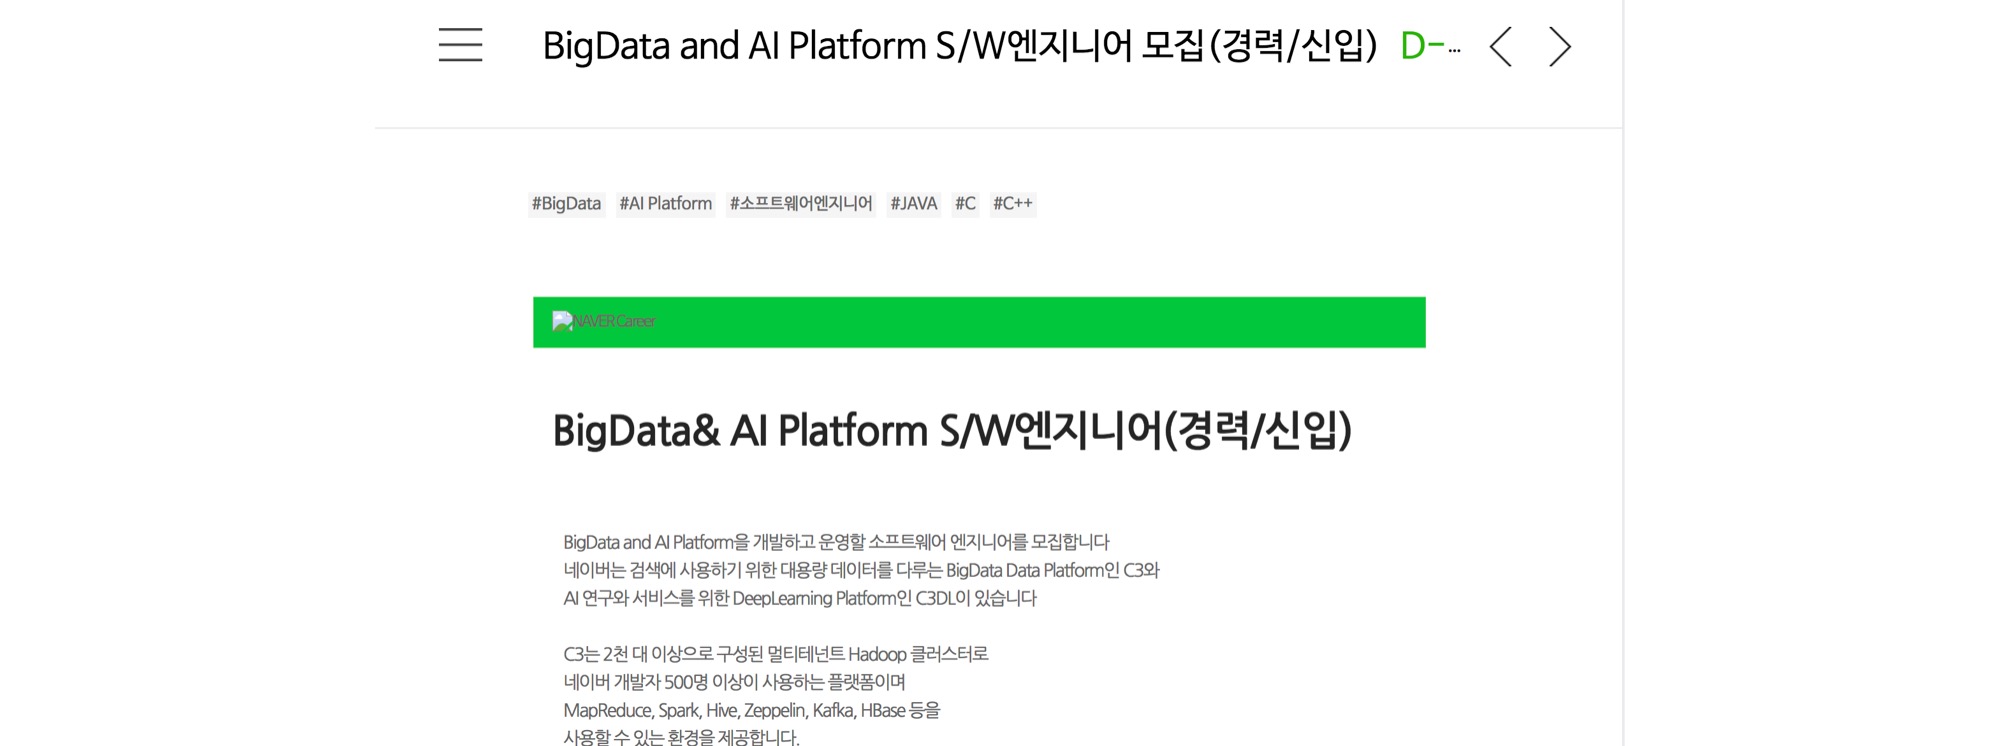 BigData and AI Platform S/W엔지니어 모집(경력/신입) D-...
#BigData #AI Platform #소프트웨어엔지니어 #JAVA #C #C++
NAVER Career
BigData& AI Platform S/W엔지니어(경력/신입)
BigData and AI Platform을 개발하고 운영할 소프트웨어 엔지니어를 모집합니다
네이버는 검색에 사용하기 위한 대용량 데이터를 다루는 BigData Data Platform인 C3와
AI 연구와 서비스를 위한 DeepLearning Platform인 C3DL이 있습니다
C3는 2천 대 이상으로 구성된 멀티테넌트 Hadoop 클러스터로
네이버 개발자 500명 이상이 사용하는 플랫폼이며
MapReduce, Spark, Hive, Zeppelin, Kafka, HBase 등을
사용할 수 있는 환경을 제공합니다.